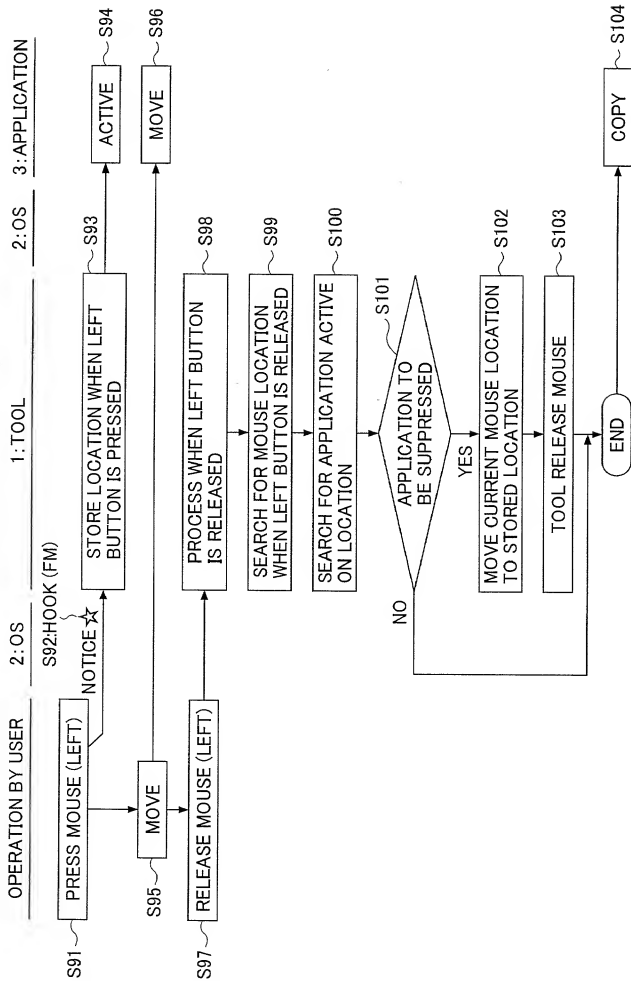 OPERATION BY USER
2: OS
1: TOOL
2: OS
3: APPLICATION
S91
PRESS MOUSE (LEFT)
S92:HOOK (FM)
NOTICE
STORE LOCATION WHEN LEFT
BUTTON IS PRESSED
S93
ACTIVE
S94
S95
MOVE
MOVE
S96
S97
RELEASE MOUSE (LEFT)
PROCESS WHEN LEFT BUTTON
IS RELEASED
S98
SEARCH FOR MOUSE LOCATION
WHEN LEFT BUTTON IS RELEASED
S99
SEARCH FOR APPLICATION ACTIVE
ON LOCATION
S100
S101
APPLICATION TO
BE SUPPRESSED
NO
YES
MOVE CURRENT MOUSE LOCATION
TO STORED LOCATION
S102
TOOL RELEASE MOUSE
S103
END
COPY
S104